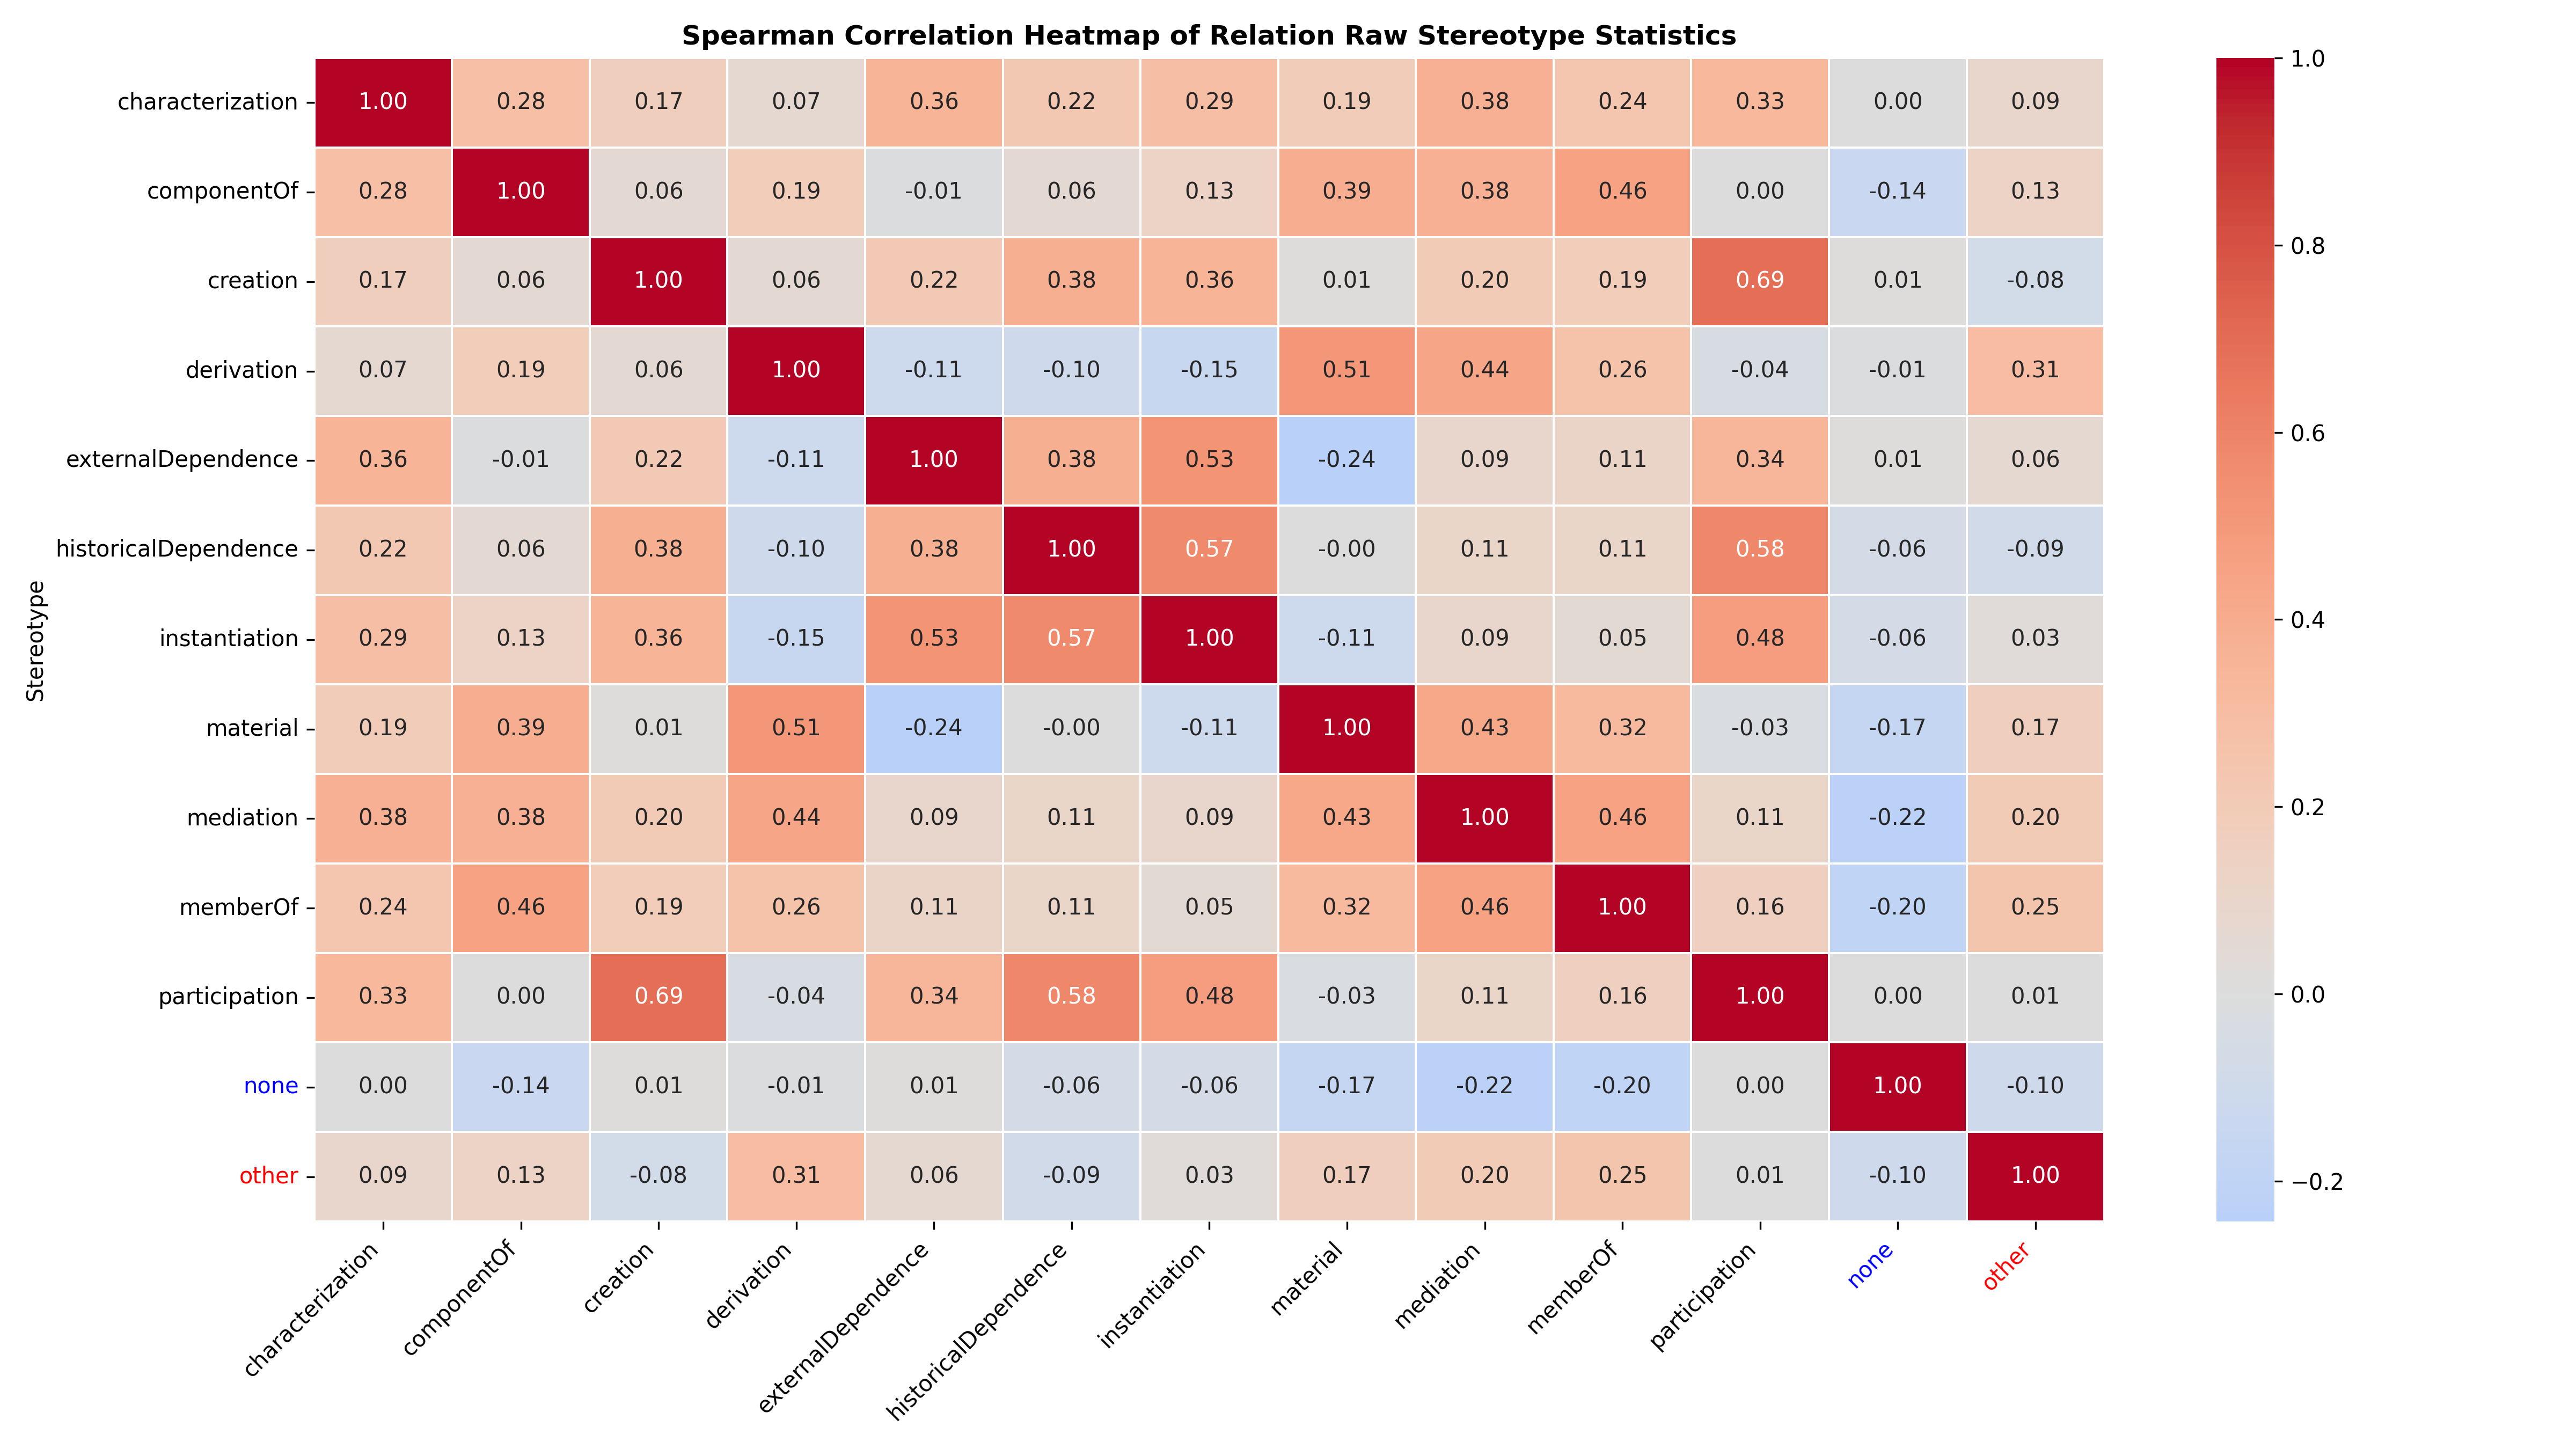 Spearman Correlation Heatmap of Relation Raw Stereotype Statistics
characterization 1.00 0.28 0.17 0.07 0.36 0.22 0.29 0.19 0.38 0.24 0.33 0.00 0.09
componentOf 0.28 1.00 0.06 0.19 -0.01 0.06 0.13 0.39 0.38 0.46 0.00 -0.14 0.13
creation 0.17 0.06 1.00 0.06 0.22 0.38 0.36 0.01 0.20 0.19 0.69 0.01 -0.08
derivation 0.07 0.19 0.06 1.00 -0.11 -0.10 -0.15 0.51 0.44 0.26 -0.04 -0.01 0.31
externalDependence 0.36 -0.01 0.22 -0.11 1.00 0.38 0.53 -0.24 0.09 0.11 0.34 0.01 0.06
historicalDependence 0.22 0.06 0.38 -0.10 0.38 1.00 0.57 -0.00 0.11 0.11 0.58 -0.06 -0.09
instantiation 0.29 0.13 0.36 -0.15 0.53 0.57 1.00 -0.11 0.09 0.05 0.48 -0.06 0.03
material 0.19 0.39 0.01 0.51 -0.24 -0.00 -0.11 1.00 0.43 0.32 -0.03 -0.17 0.17
mediation 0.38 0.38 0.20 0.44 0.09 0.11 0.09 0.43 1.00 0.46 0.11 -0.22 0.20
memberOf 0.24 0.46 0.19 0.26 0.11 0.11 0.05 0.32 0.46 1.00 0.16 -0.20 0.25
participation 0.33 0.00 0.69 -0.04 0.34 0.58 0.48 -0.03 0.11 0.16 1.00 0.00 0.01
none 0.00 -0.14 0.01 -0.01 0.01 -0.06 -0.06 -0.17 -0.22 -0.20 0.00 1.00 -0.10
other 0.09 0.13 -0.08 0.31 0.06 -0.09 0.03 0.17 0.20 0.25 0.01 -0.10 1.00
Stereotype
characterization
componentOf
creation
derivation
externalDependence
historicalDependence
instantiation
material
mediation
memberOf
participation
none
other
1.0
0.8
0.6
0.4
0.2
0.0
−0.2